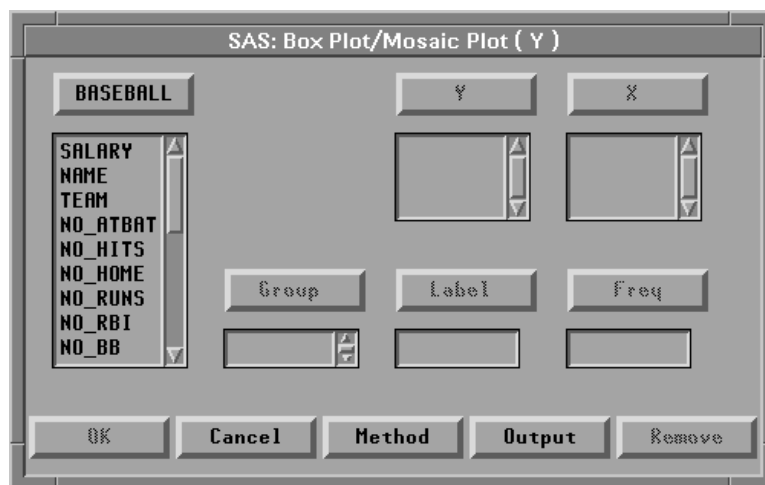 SAS: Box Plot/Mosaic Plot ( Y )
BASEBALL
Y
X
SALARY
NAME
TEAM
NO_ATBAT
NO_HITS
NO_HOME
NO_RUNS
NO_RBI
NO_BB
Group
Label
Freq
OK
Cancel
Method
Output
Remove